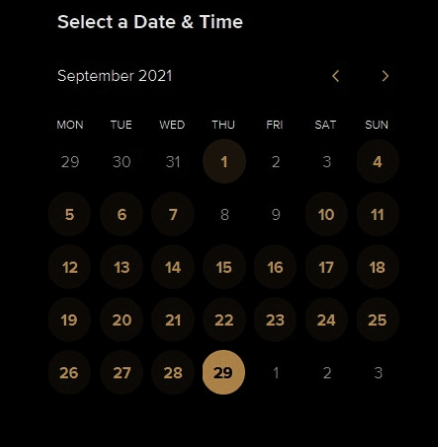 Select a Date & Time
September 2021
MON TUE WED THU FRI SAT SUN
29 30 31 1 2 3 4
5 6 7 8 9 10 11
12 13 14 15 16 17 18
19 20 21 22 23 24 25
26 27 28 29 1 2 3